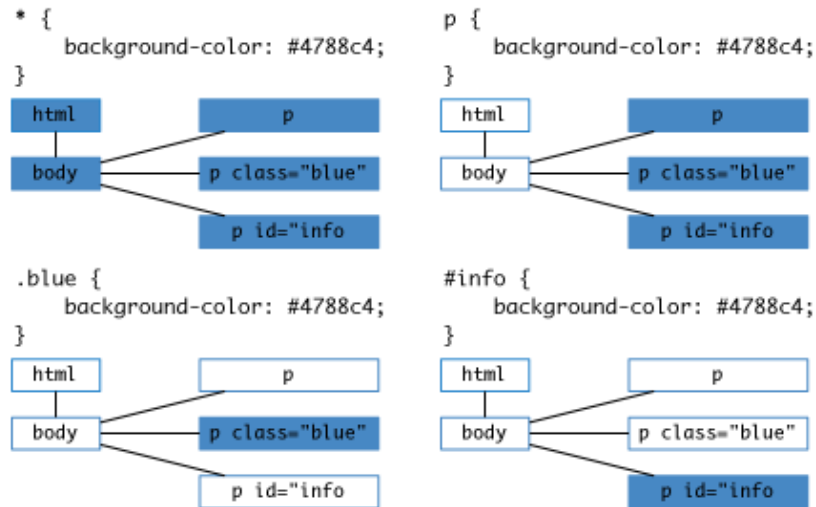 * {
    background-color: #4788c4;
}
html
p
body
p class="blue"
p id="info
p {
    background-color: #4788c4;
}
html
p
body
p class="blue"
p id="info
.blue {
    background-color: #4788c4;
}
html
p
body
p class="blue"
p id="info
#info {
    background-color: #4788c4;
}
html
p
body
p class="blue"
p id="info